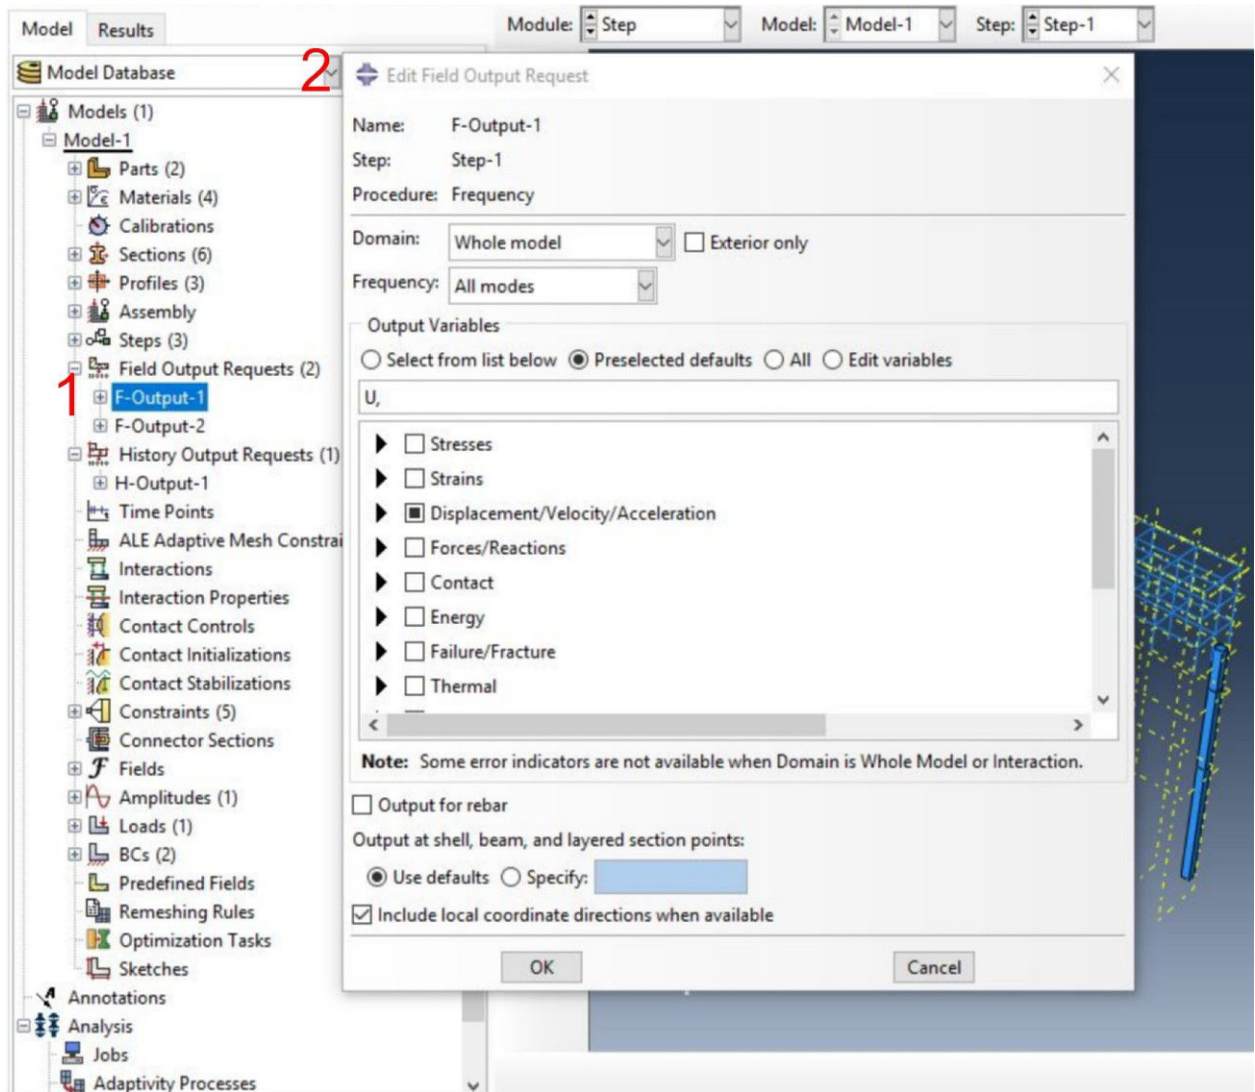 Model
Results
Module:
Step
Model:
Model-1
Step:
Step-1
Model Database
2
Models (1)
Model-1
Parts (2)
Materials (4)
Calibrations
Sections (6)
Profiles (3)
Assembly
Steps (3)
Field Output Requests (2)
1
F-Output-1
F-Output-2
History Output Requests (1)
H-Output-1
Time Points
ALE Adaptive Mesh Constrai
Interactions
Interaction Properties
Contact Controls
Contact Initializations
Contact Stabilizations
Constraints (5)
Connector Sections
Fields
Amplitudes (1)
Loads (1)
BCs (2)
Predefined Fields
Remeshing Rules
Optimization Tasks
Sketches
Annotations
Analysis
Jobs
Adaptivity Processes
Edit Field Output Request
Name: F-Output-1
Step: Step-1
Procedure: Frequency
Domain: Whole model Exterior only
Frequency: All modes
Output Variables
Select from list below Preselected defaults All Edit variables
U,
Stresses
Strains
Displacement/Velocity/Acceleration
Forces/Reactions
Contact
Energy
Failure/Fracture
Thermal
Note: Some error indicators are not available when Domain is Whole Model or Interaction.
Output for rebar
Output at shell, beam, and layered section points:
Use defaults Specify:
Include local coordinate directions when available
OK Cancel